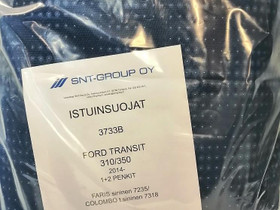 SNT-GROUP OY
ISTUINSUOJAT
3733B
FORD TRANSIT
310/350
2014-
1+2 PENKIT
FARIS sininen 7235/
COLOMBO t.sininen 7318